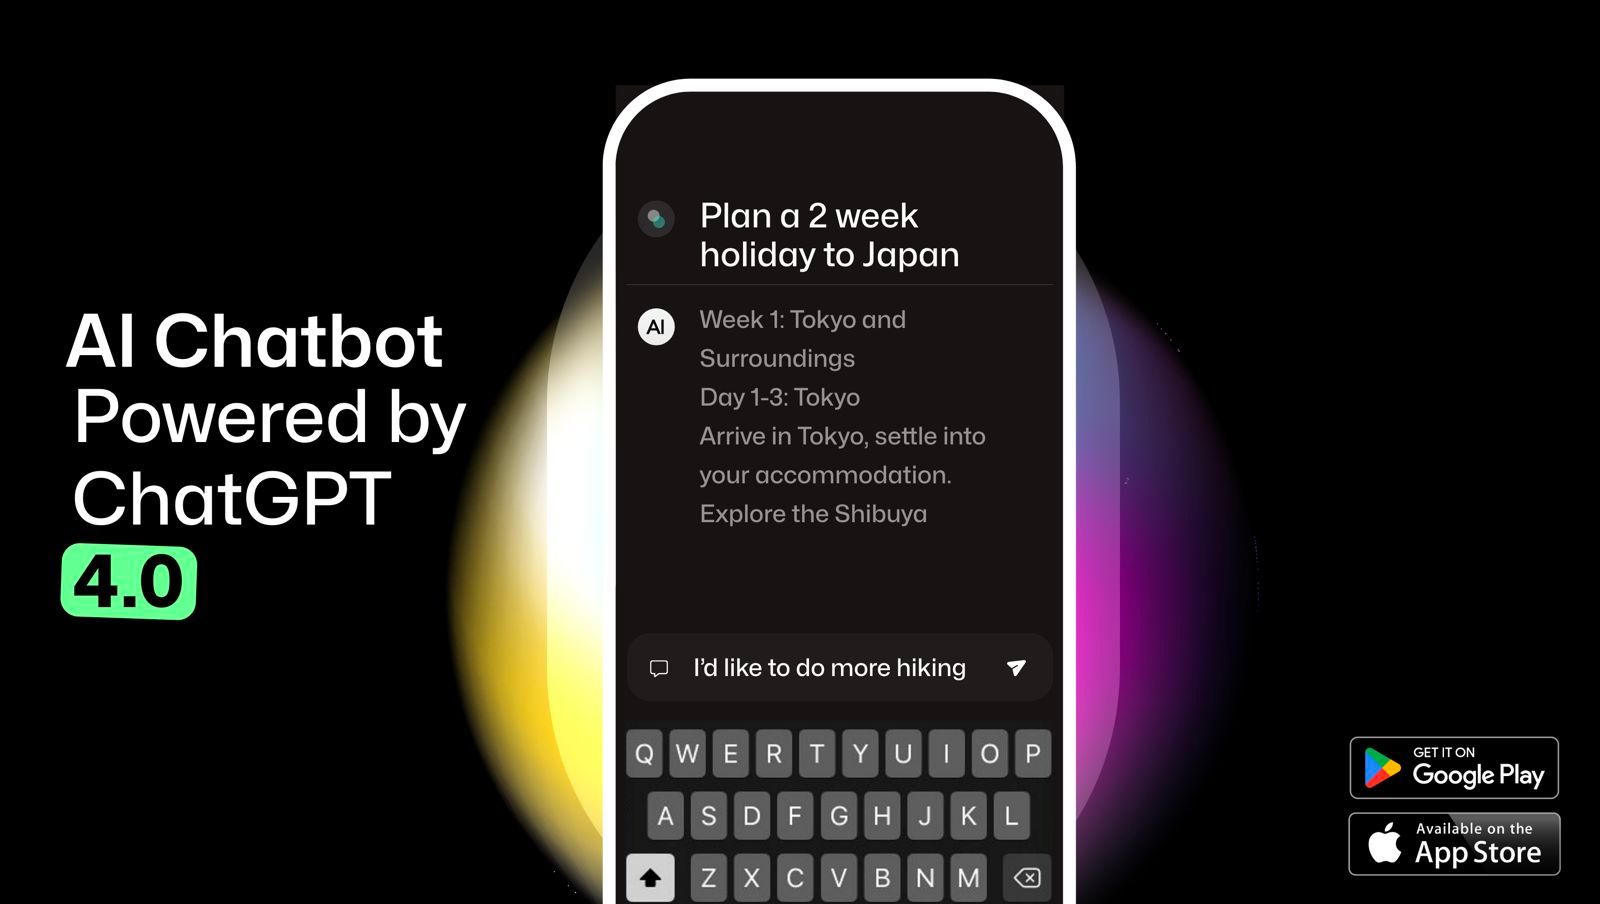 AI Chatbot
Powered by
ChatGPT
4.0
Plan a 2 week
holiday to Japan
AI
Week 1: Tokyo and
Surroundings
Day 1-3: Tokyo
Arrive in Tokyo, settle into
your accommodation.
Explore the Shibuya
I'd like to do more hiking
Q W E R T Y U I O P
A S D F G H J K L
Z X C V B N M
GET IT ON
Google Play
Available on the
App Store